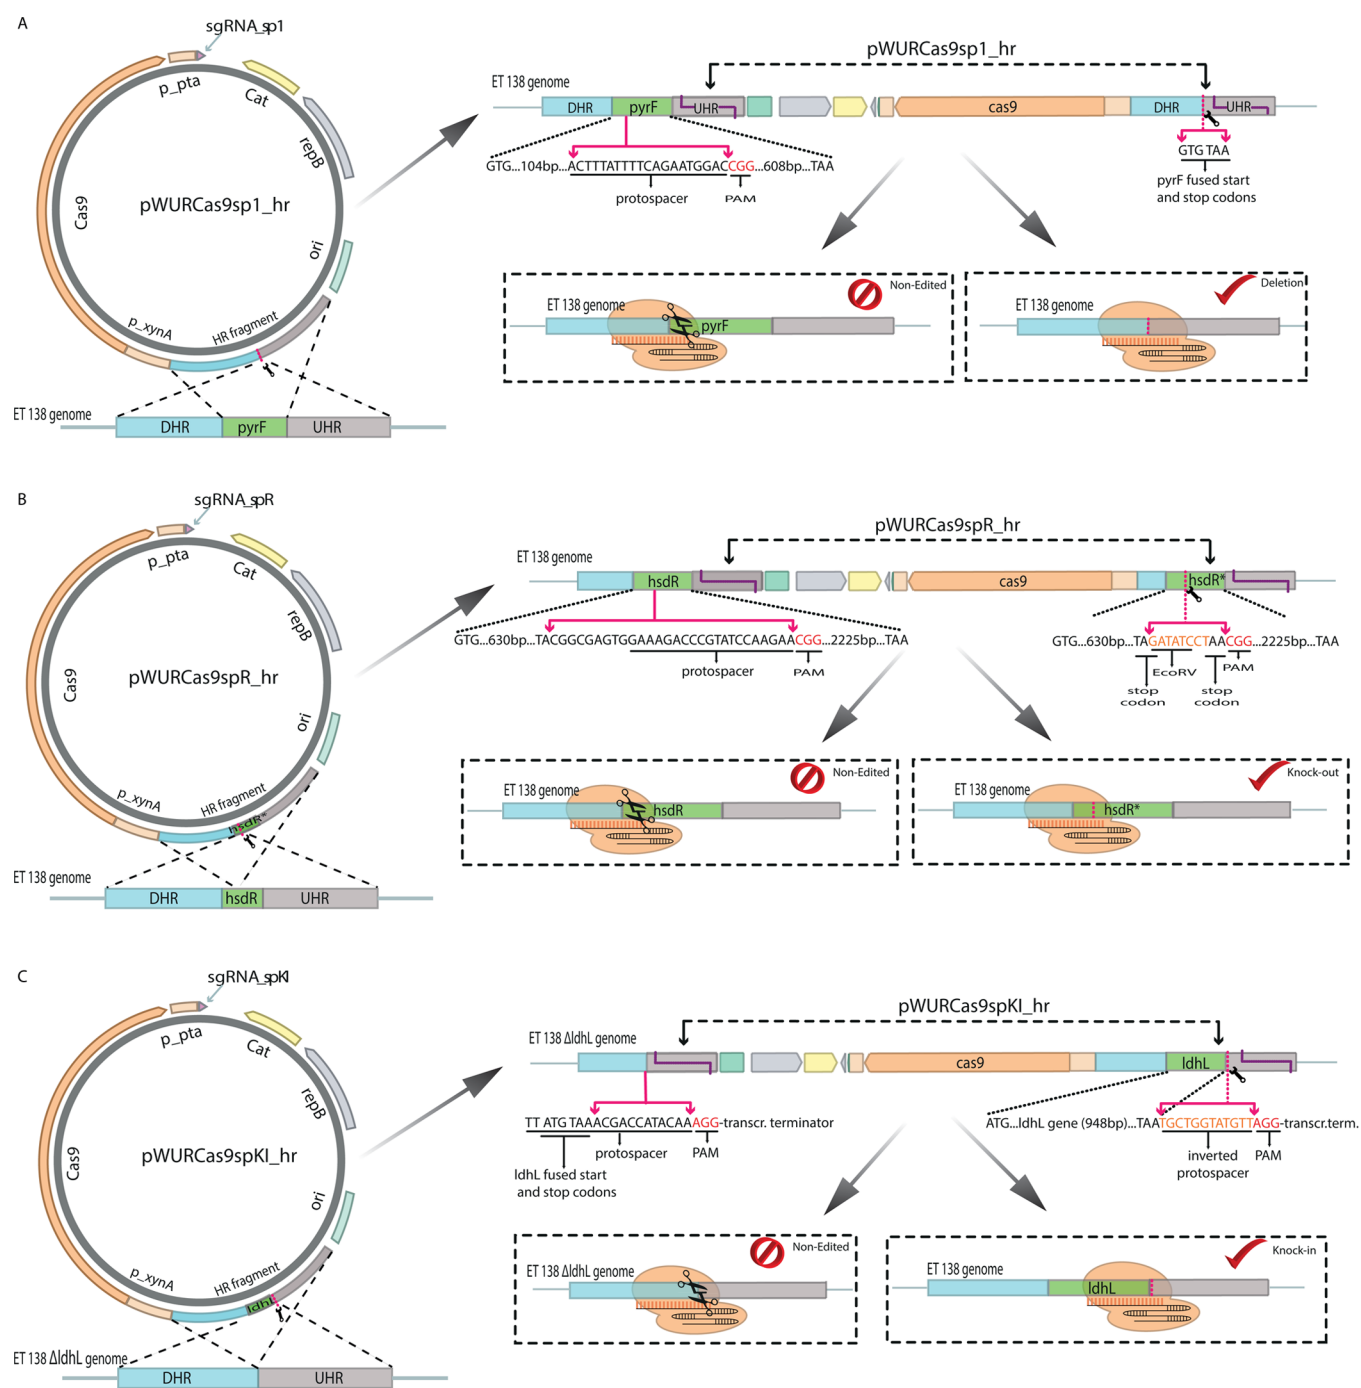 A
sgRNA_sp1
p_pta
Cat
repB
Cas9
pWURCas9sp1_hr
ori
p_xynA
HR fragment
ET 138 genome
DHR
pyrF
UHR
pWURCas9sp1_hr
ET 138 genome
DHR
pyrF
UHR
cas9
DHR
UHR
GTG...104bp...ACTTTATTTTCAGAATGGACCGG...608bp...TAA
protospacer
PAM
GTG TAA
pyrF fused start
and stop codons
Non-Edited
ET 138 genome
pyrF
Deletion
ET 138 genome
B
sgRNA_spR
p_pta
Cat
repB
Cas9
pWURCas9spR_hr
ori
p_xynA
HR fragment
hsdR*
ET 138 genome
DHR
hsdR
UHR
pWURCas9spR_hr
ET 138 genome
hsdR
cas9
hsdR*
GTG...630bp...TACGGCGAGTGGAAAGACCCGTATCCAAGAACGG...2225bp...TAA
protospacer
PAM
GTG...630bp...TAGATATCCTAACGG...2225bp...TAA
EcoRV
PAM
stop
codon
stop
codon
Non-Edited
ET 138 genome
hsdR
Knock-out
ET 138 genome
hsdR*
C
sgRNA_spKI
p_pta
Cat
repB
Cas9
pWURCas9spKI_hr
ori
p_xynA
HR fragment
ldhL
ET 138 ΔldhL genome
DHR
UHR
pWURCas9spKI_hr
ET 138 ΔldhL genome
cas9
ldhL
TT ATGTAAACGACCATACAAAGG-transcr. terminator
protospacer
PAM
ldhL fused start
and stop codons
ATG...ldhL gene (948bp)...TAATGCTGGTATGTTAGG-transcr.term.
inverted
protospacer
PAM
Non-Edited
ET 138 ΔldhL genome
Knock-in
ET 138 genome
ldhL